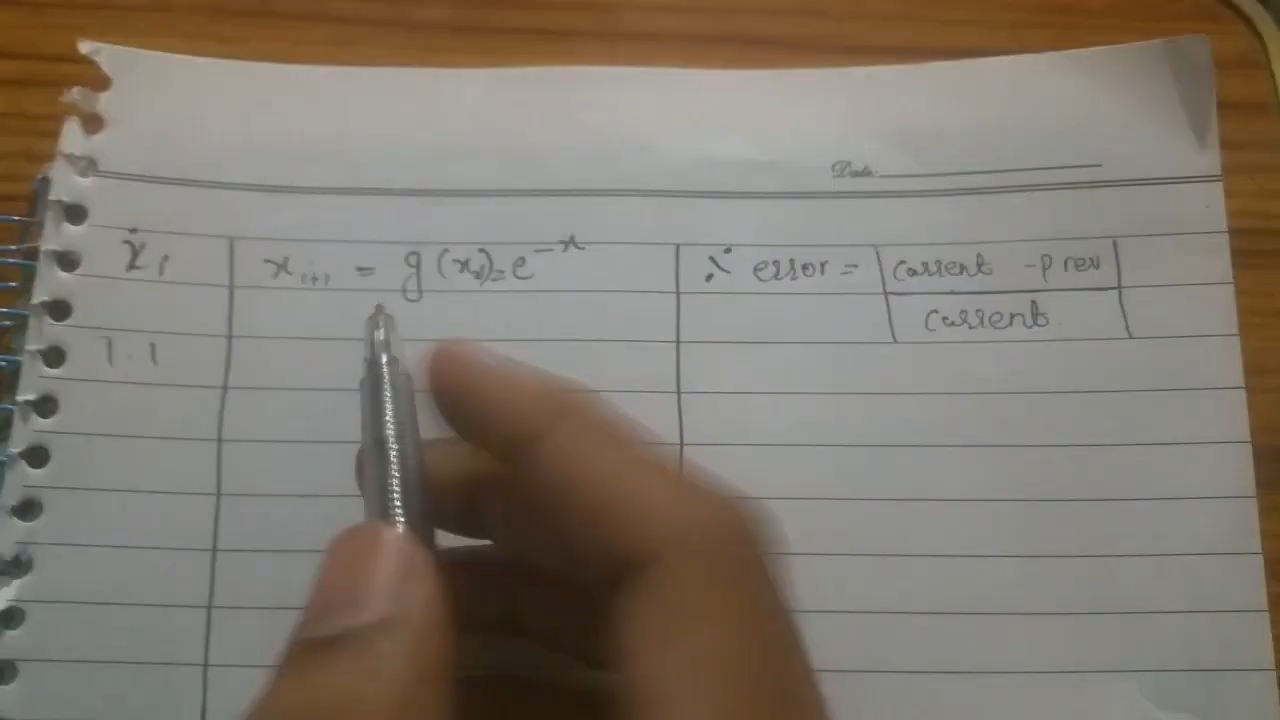 Date:
xᵢ
xᵢ₊₁ = g(xᵢ)=e⁻ˣ
∴ error = | current - prev
current |
1.1